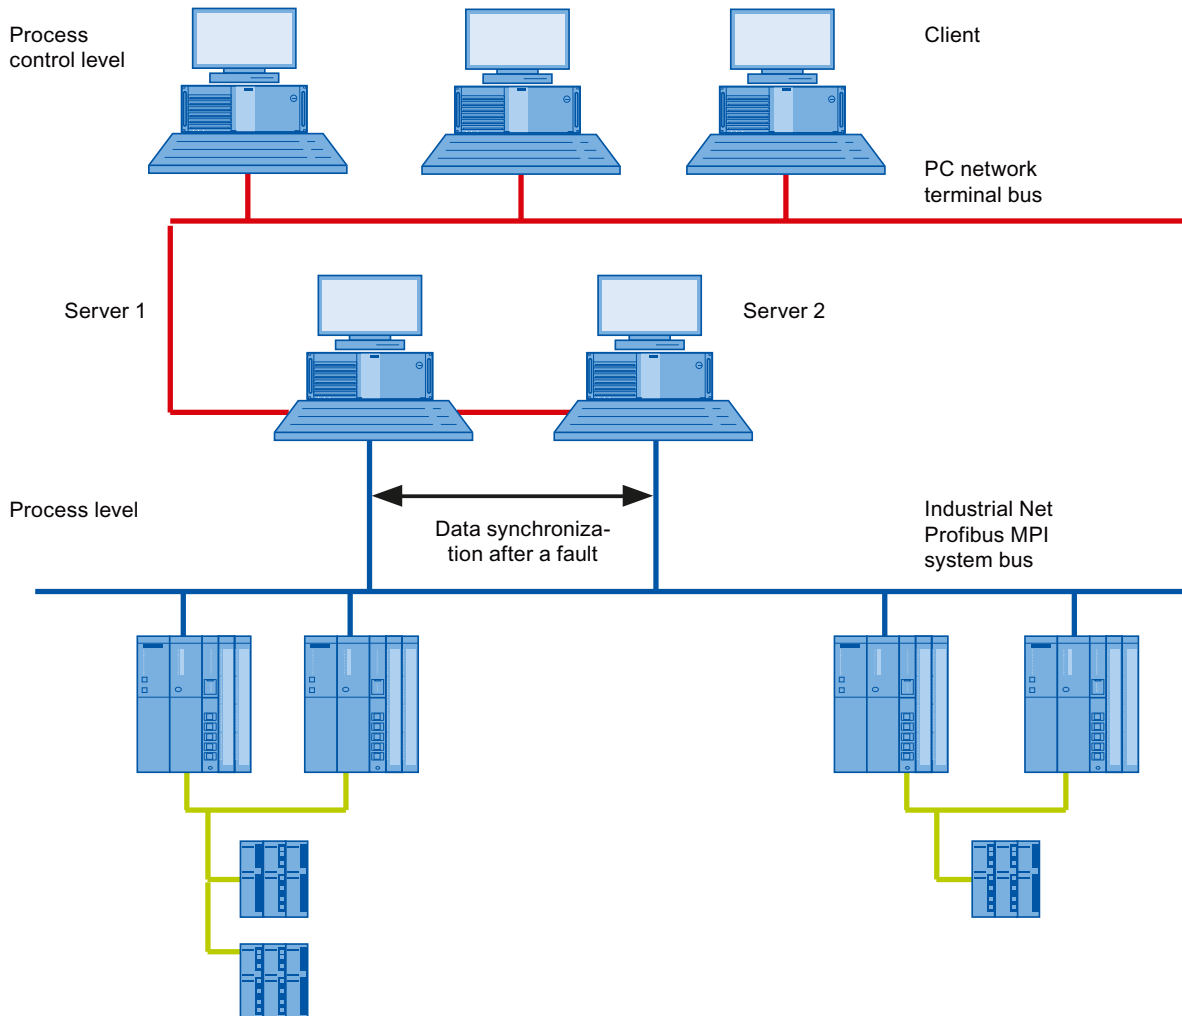 Process
control level
Client
PC network
terminal bus
Server 1
Server 2
Process level
Data synchroniza-
tion after a fault
Industrial Net
Profibus MPI
system bus